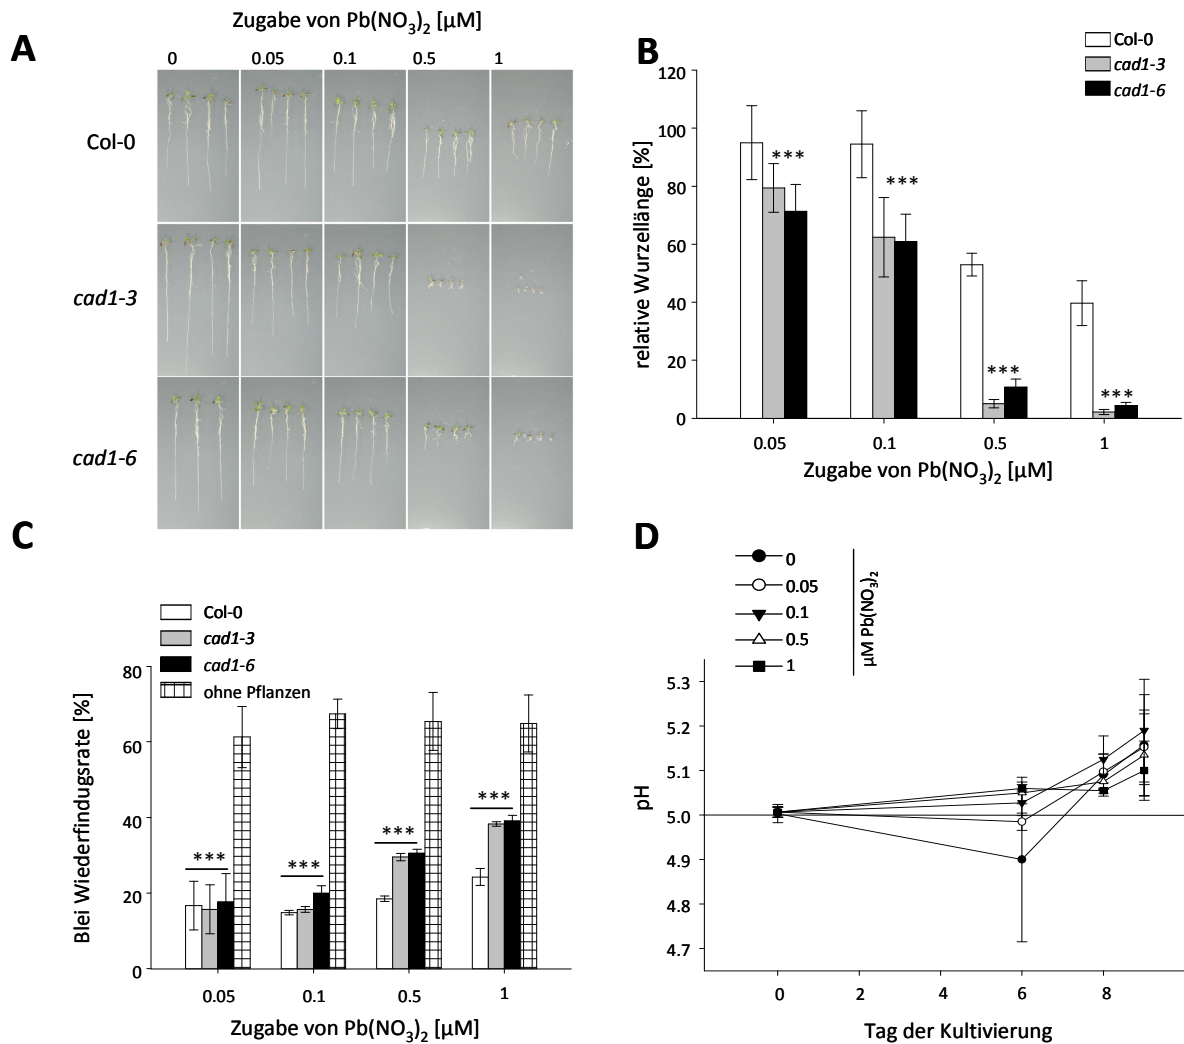 A
Zugabe von Pb(NO3)2 [µM]
0 0.05 0.1 0.5 1
Col-0
cad1-3
cad1-6
B
Col-0
cad1-3
cad1-6
relative Wurzellänge [%]
120
100
80
60
40
20
0
***
***
***
***
0.05 0.1 0.5 1
Zugabe von Pb(NO3)2 [µM]
C
Col-0
cad1-3
cad1-6
ohne Pflanzen
Blei Wiederfindugsrate [%]
80
60
40
20
0
***
***
***
***
0.05 0.1 0.5 1
Zugabe von Pb(NO3)2 [µM]
D
0
0.05
0.1
0.5
1
µM Pb(NO3)2
pH
5.3
5.2
5.1
5.0
4.9
4.8
4.7
0 2 4 6 8
Tag der Kultivierung